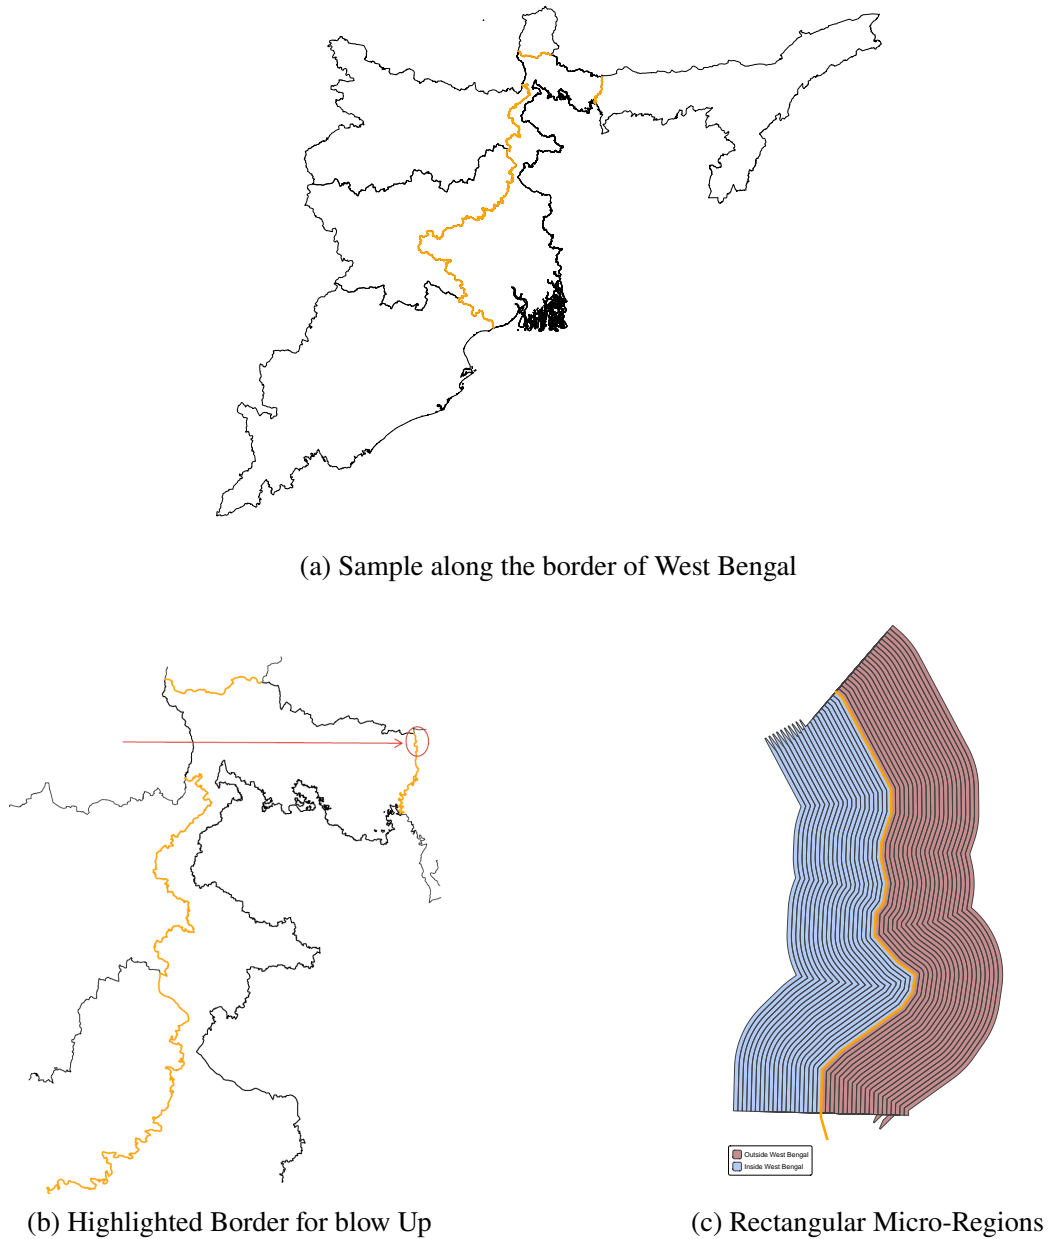 (a) Sample along the border of West Bengal
Outside West Bengal
Inside West Bengal
(b) Highlighted Border for blow Up
(c) Rectangular Micro-Regions